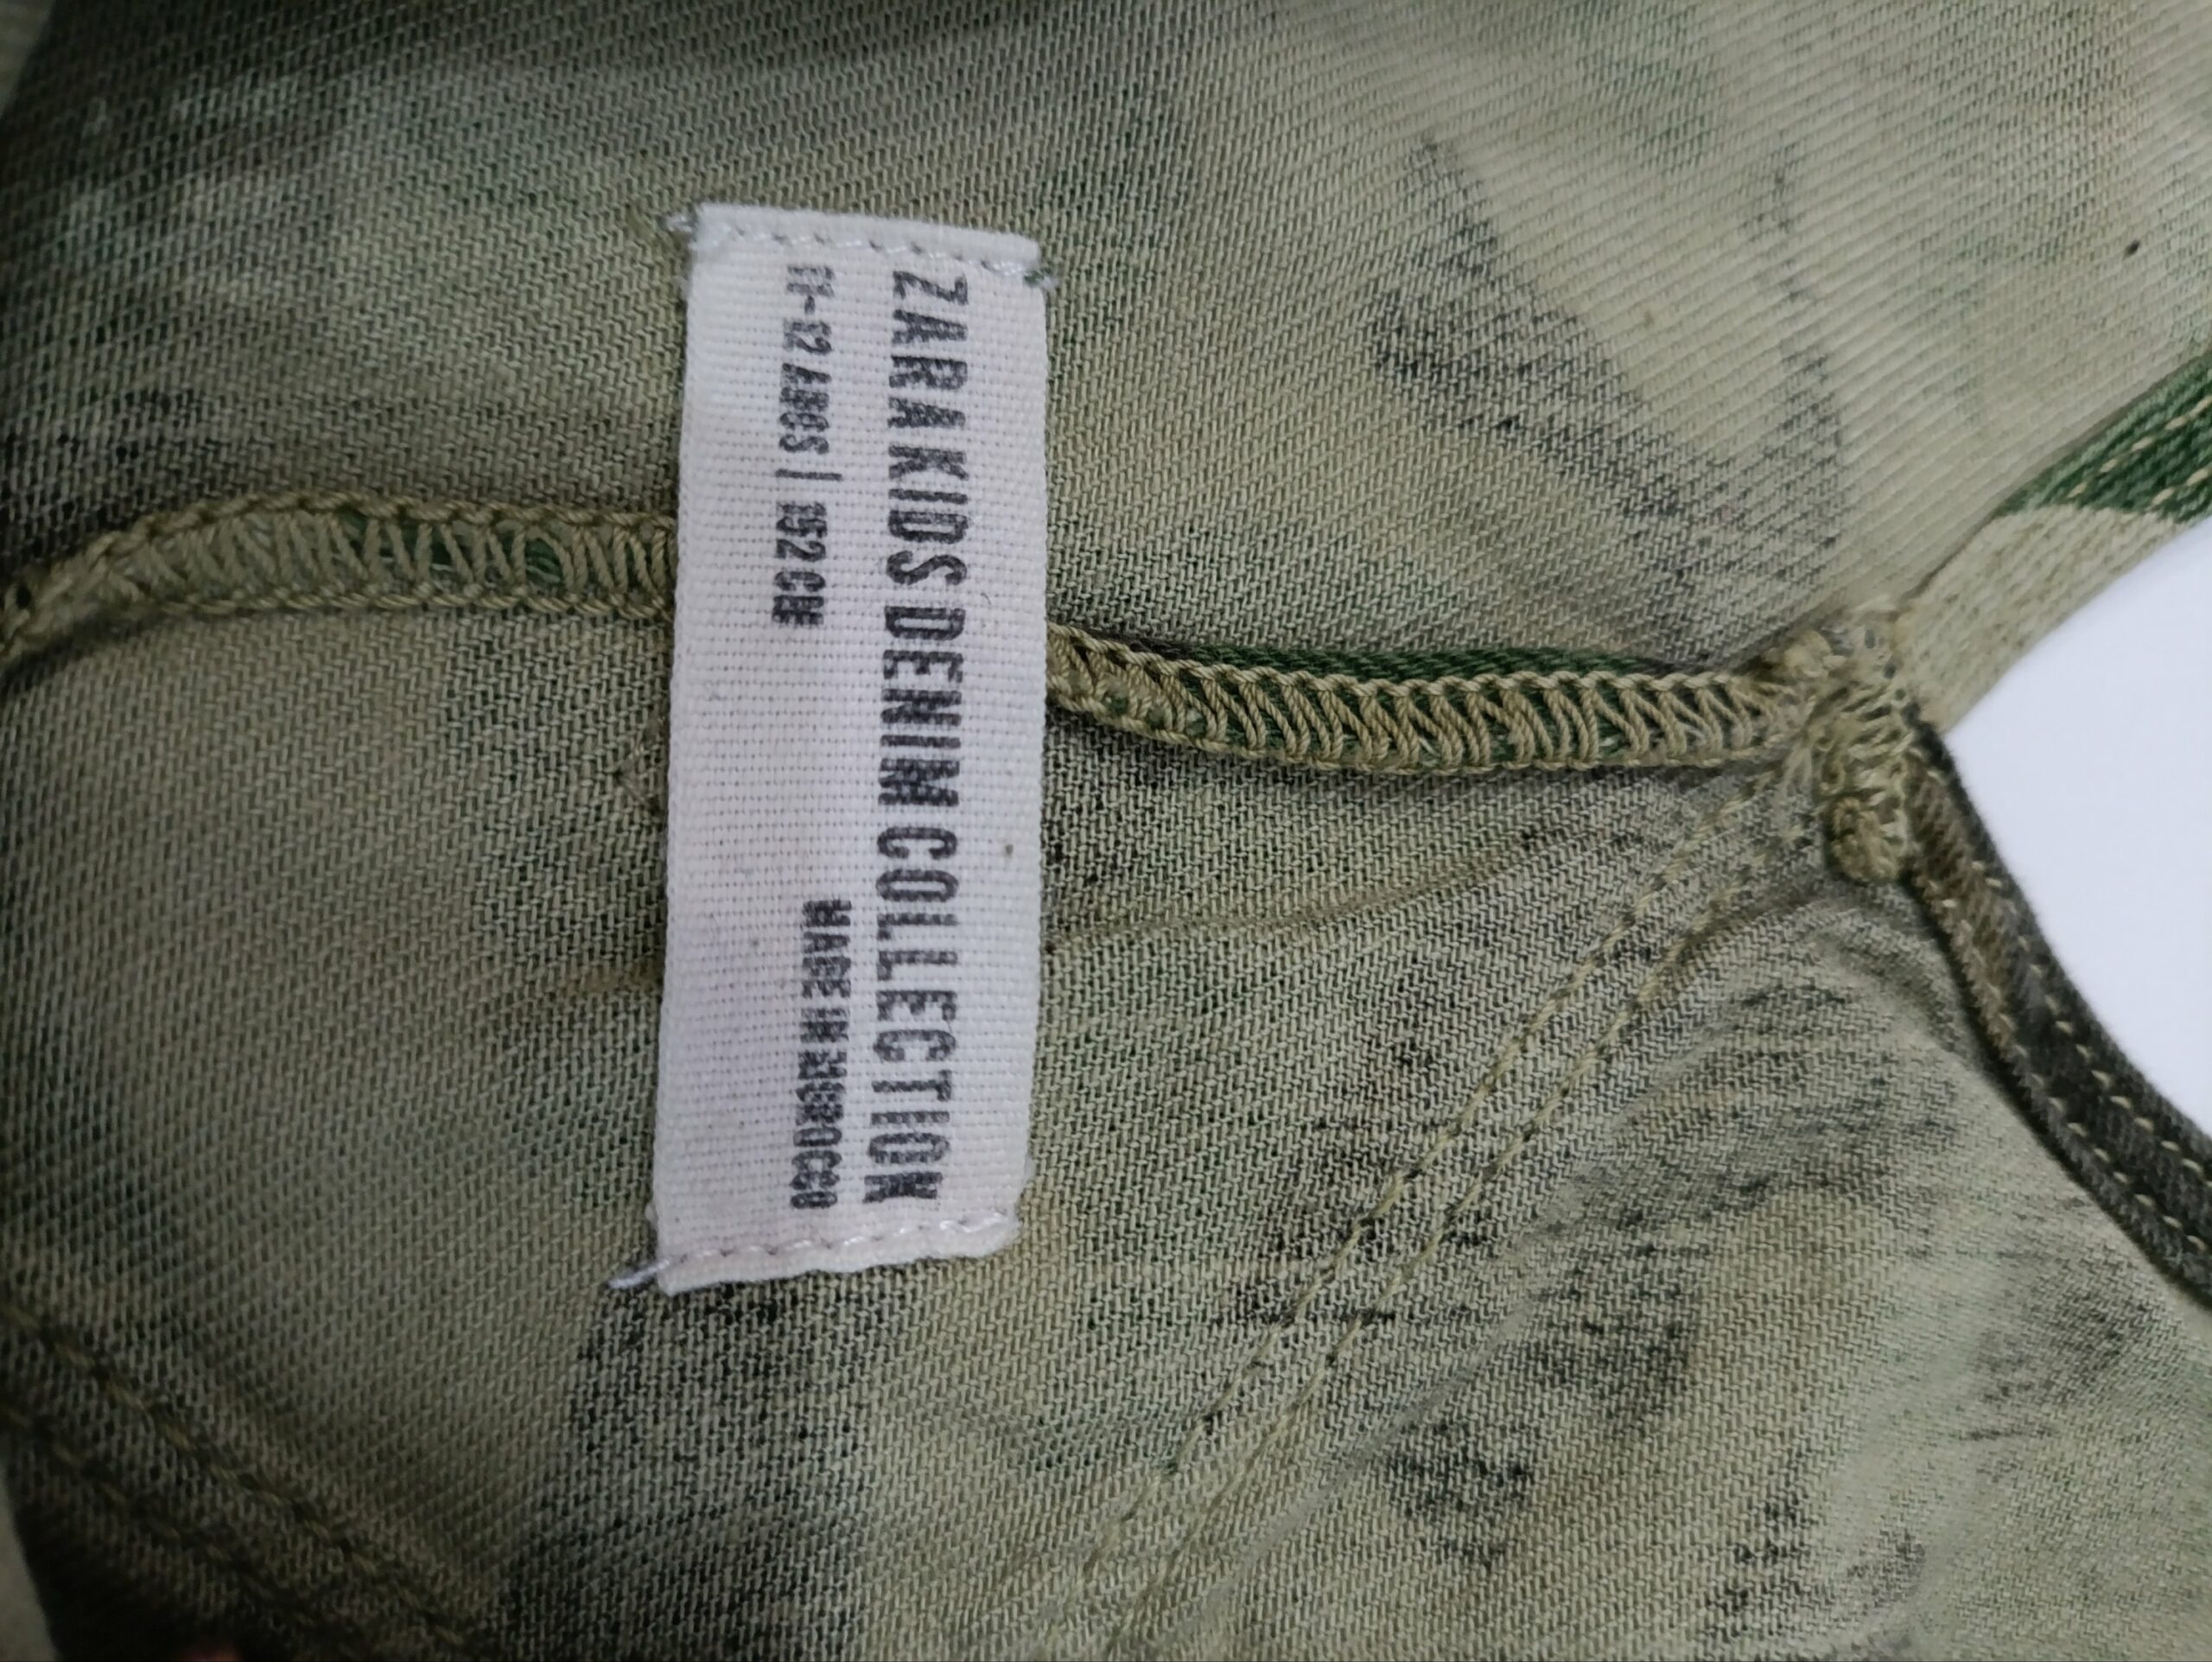 ZARA KIDS DENIM COLLECTION
11-12 AÑOS | 152 CM
MADE IN MOROCCO